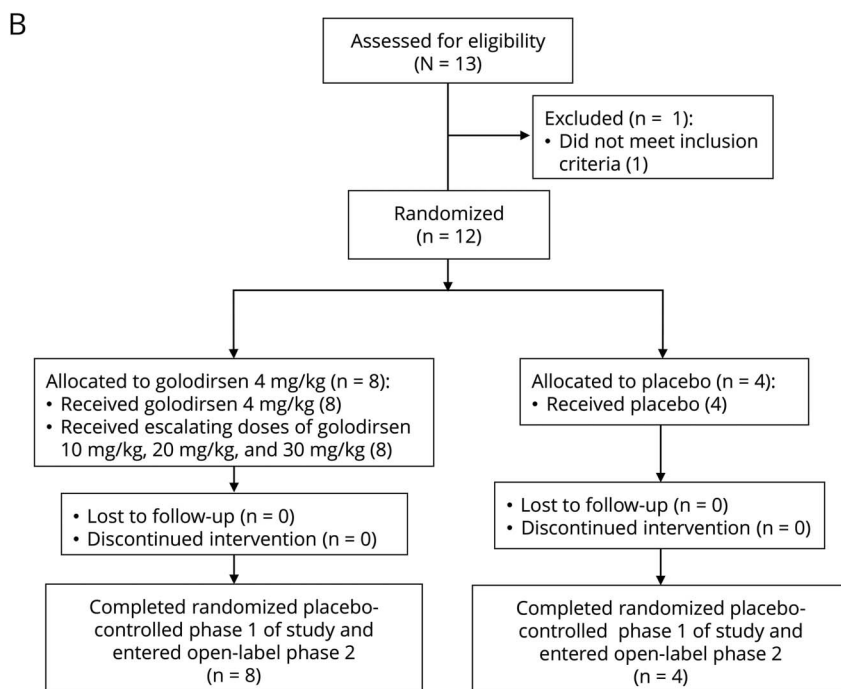 B
Assessed for eligibility
(N = 13)
Excluded (n = 1):
• Did not meet inclusion
criteria (1)
Randomized
(n = 12)
Allocated to golodirsen 4 mg/kg (n = 8):
• Received golodirsen 4 mg/kg (8)
• Received escalating doses of golodirsen
10 mg/kg, 20 mg/kg, and 30 mg/kg (8)
Allocated to placebo (n = 4):
• Received placebo (4)
• Lost to follow-up (n = 0)
• Discontinued intervention (n = 0)
• Lost to follow-up (n = 0)
• Discontinued intervention (n = 0)
Completed randomized placebo-
controlled phase 1 of study and
entered open-label phase 2
(n = 8)
Completed randomized placebo-
controlled phase 1 of study and
entered open-label phase 2
(n = 4)